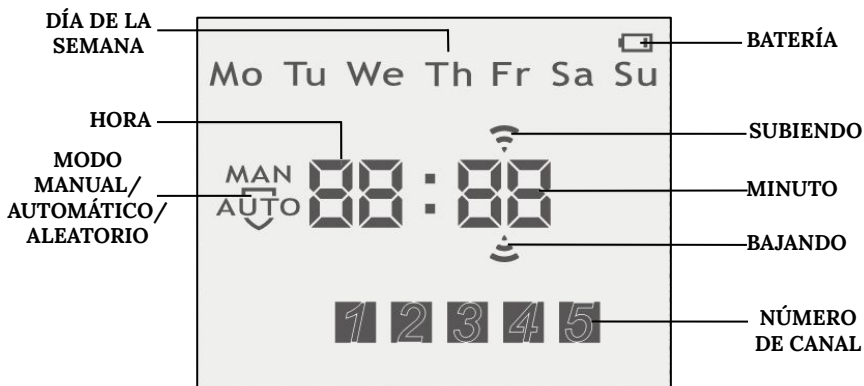 DÍA DE LA
SEMANA
BATERÍA
Mo Tu We Th Fr Sa Su
HORA
SUBIENDO
MODO
MANUAL/
AUTOMÁTICO/
ALEATORIO
MAN
AUTO
88:88
MINUTO
BAJANDO
1 2 3 4 5
NÚMERO
DE CANAL